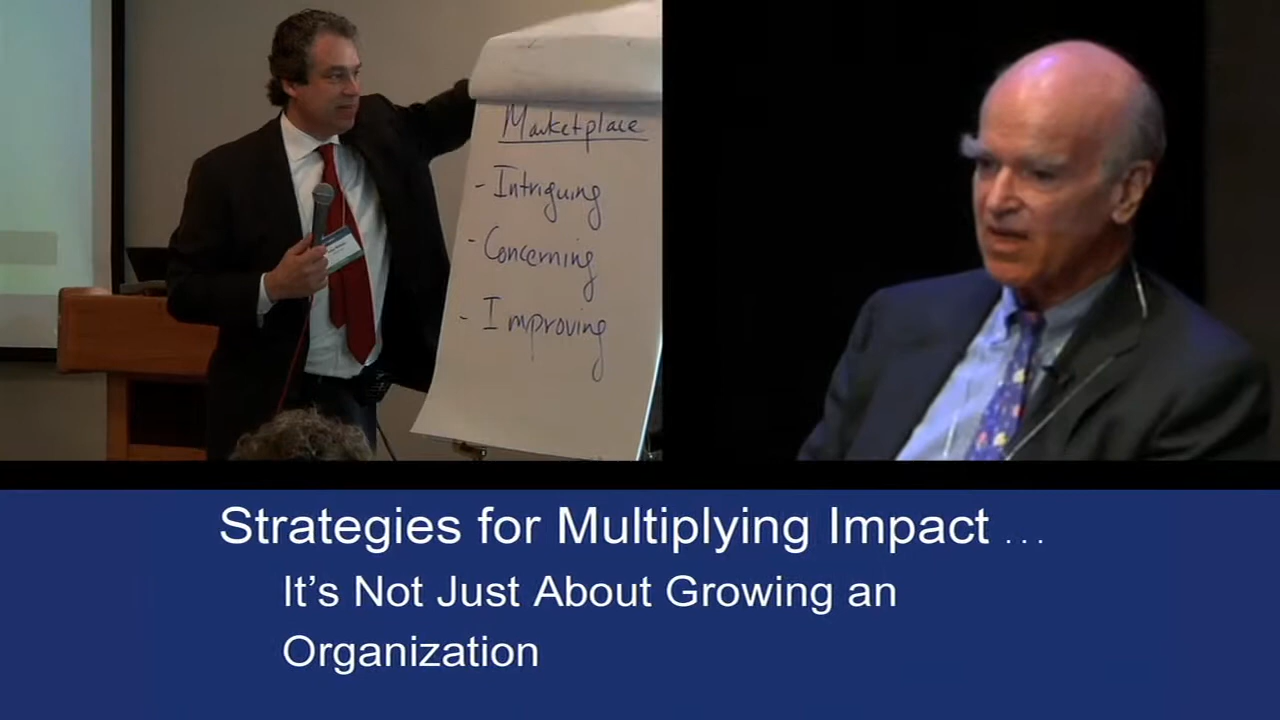 Marketplace
- Intriguing
- Concerning
- Improving
Strategies for Multiplying Impact ...
It's Not Just About Growing an
Organization